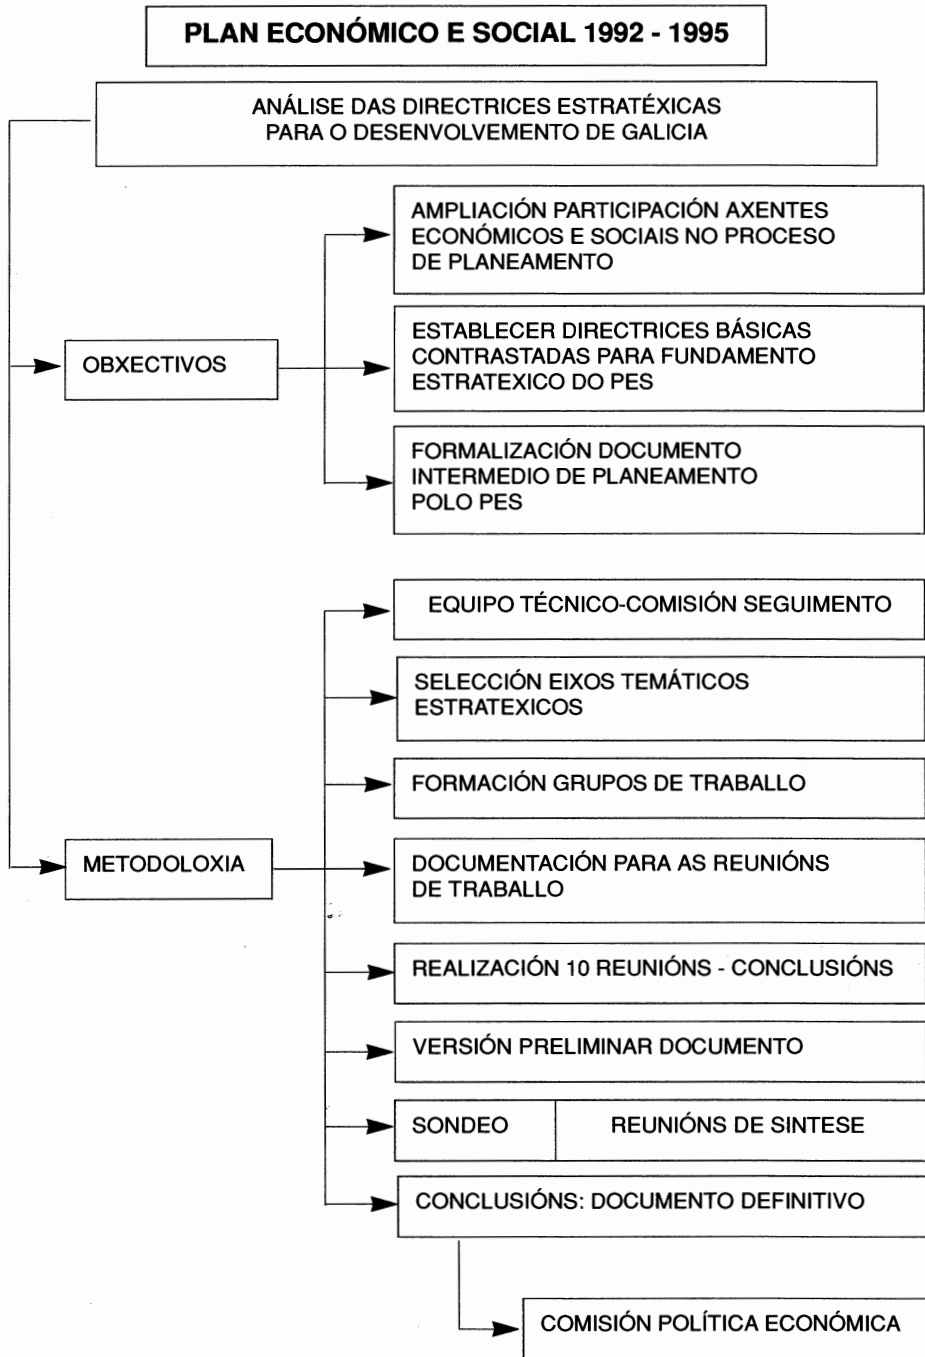 PLAN ECONÓMICO E SOCIAL 1992 - 1995
ANÁLISE DAS DIRECTRICES ESTRATÉXICAS
PARA O DESENVOLVEMENTO DE GALICIA
AMPLIACIÓN PARTICIPACIÓN AXENTES
ECONÓMICOS E SOCIAIS NO PROCESO
DE PLANEAMENTO
OBXECTIVOS
ESTABLECER DIRECTRICES BÁSICAS
CONTRASTADAS PARA FUNDAMENTO
ESTRATEXICO DO PES
FORMALIZACIÓN DOCUMENTO
INTERMEDIO DE PLANEAMENTO
POLO PES
EQUIPO TÉCNICO-COMISIÓN SEGUIMENTO
SELECCIÓN EIXOS TEMÁTICOS
ESTRATEXICOS
FORMACIÓN GRUPOS DE TRABALLO
METODOLOXIA
DOCUMENTACIÓN PARA AS REUNIÓNS
DE TRABALLO
REALIZACIÓN 10 REUNIÓNS - CONCLUSIÓNS
VERSIÓN PRELIMINAR DOCUMENTO
SONDEO REUNIÓNS DE SINTESE
CONCLUSIÓNS: DOCUMENTO DEFINITIVO
COMISIÓN POLÍTICA ECONÓMICA